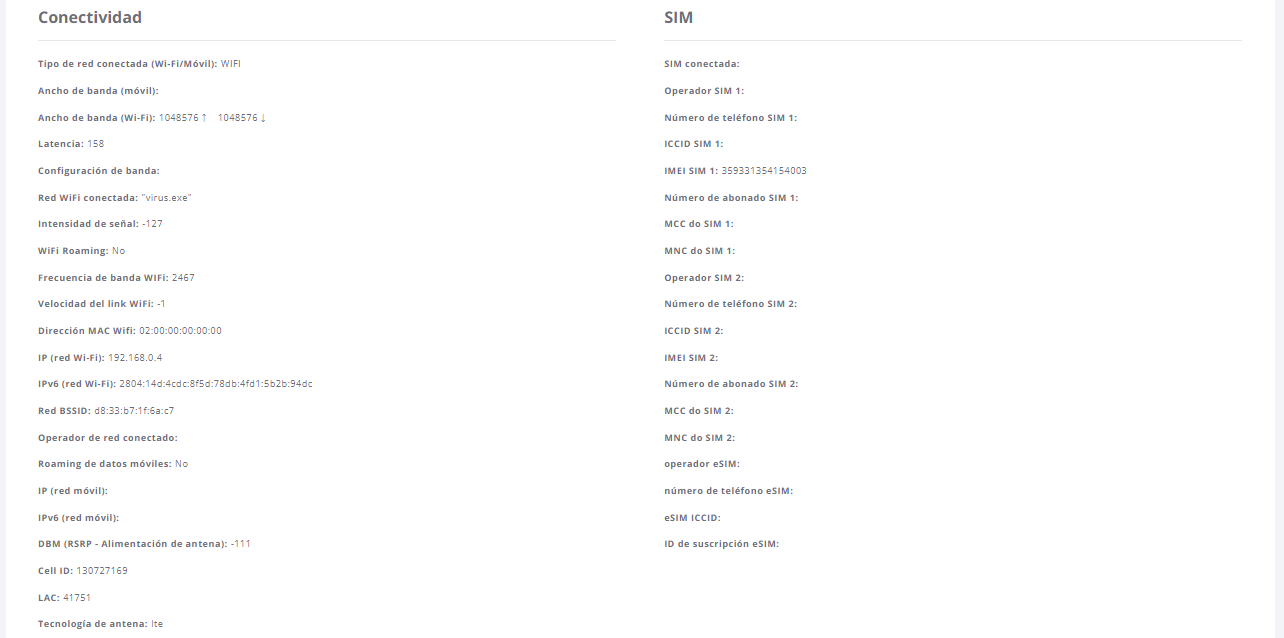 Conectividad
Tipo de red conectada (Wi-Fi/Móvil): WIFI
Ancho de banda (móvil):
Ancho de banda (Wi-Fi): 1048576 ↑ 1048576 ↓
Latencia: 158
Configuración de banda:
Red WiFi conectada: "virus.exe"
Intensidad de señal: -127
WiFi Roaming: No
Frecuencia de banda WIFi: 2467
Velocidad del link WiFi: -1
Dirección MAC Wifi: 02:00:00:00:00:00
IP (red Wi-Fi): 192.168.0.4
IPv6 (red Wi-Fi): 2804:14d:4cdc:8f5d:78db:4fd1:5b2b:94dc
Red BSSID: d8:33:b7:1f:6a:c7
Operador de red conectado:
Roaming de datos móviles: No
IP (red móvil):
IPv6 (red móvil):
DBM (RSRP - Alimentación de antena): -111
Cell ID: 130727169
LAC: 41751
Tecnología de antena: lte
SIM
SIM conectada:
Operador SIM 1:
Número de teléfono SIM 1:
ICCID SIM 1:
IMEI SIM 1: 359331354154003
Número de abonado SIM 1:
MCC do SIM 1:
MNC do SIM 1:
Operador SIM 2:
Número de teléfono SIM 2:
ICCID SIM 2:
IMEI SIM 2:
Número de abonado SIM 2:
MCC do SIM 2:
MNC do SIM 2:
operador eSIM:
número de teléfono eSIM:
eSIM ICCID:
ID de suscripción eSIM: